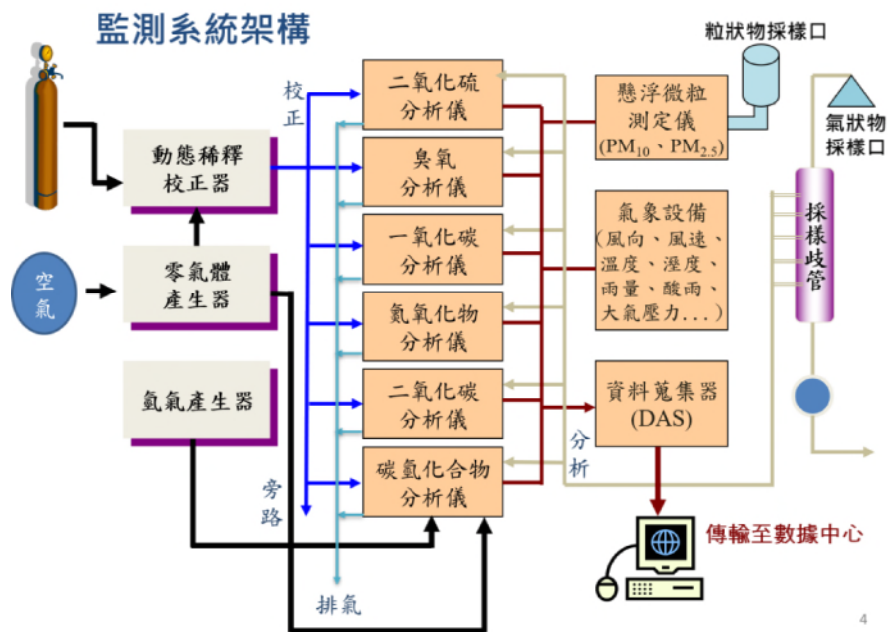 監測系統架構
粒狀物採樣口
校正
二氧化硫
分析儀
懸浮微粒
測定儀
(PM₁₀、PM₂.₅)
氣狀物
採樣口
動態稀釋
校正器
臭氧
分析儀
採樣歧管
空氣
零氣體
產生器
一氧化碳
分析儀
氣象設備
(風向、風速、
溫度、溼度、
雨量、酸雨、
大氣壓力...)
氮氧化物
分析儀
氫氣產生器
二氧化碳
分析儀
資料蒐集器
(DAS)
分析
旁路
碳氫化合物
分析儀
傳輸至數據中心
排氣
4